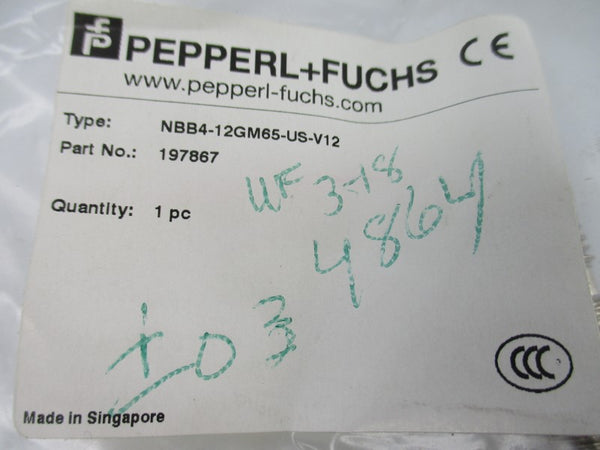 PEPPERL+FUCHS CE
www.pepperl-fuchs.com
Type: NBB4-12GM65-US-V12
Part No.: 197867
WF 3-18
Quantity: 1 pc
4864
±03
Made in Singapore
CCC